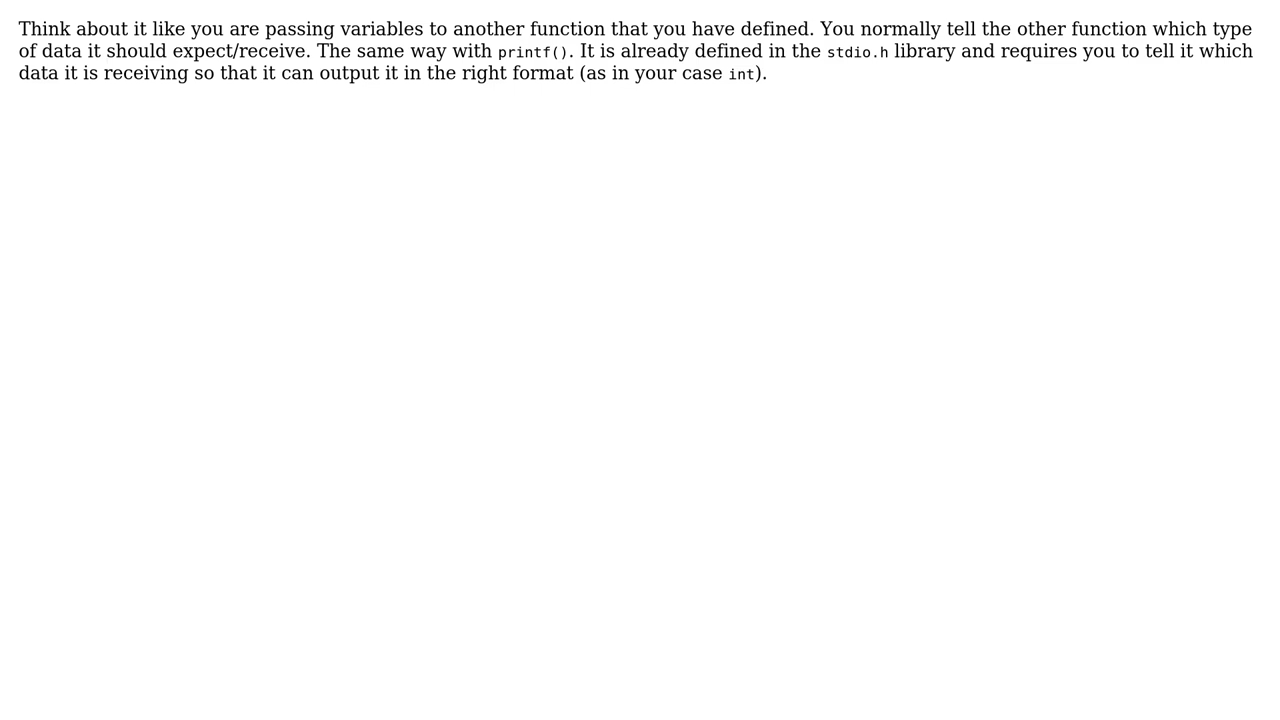 Think about it like you are passing variables to another function that you have defined. You normally tell the other function which type
of data it should expect/receive. The same way with printf(). It is already defined in the stdio.h library and requires you to tell it which
data it is receiving so that it can output it in the right format (as in your case int).